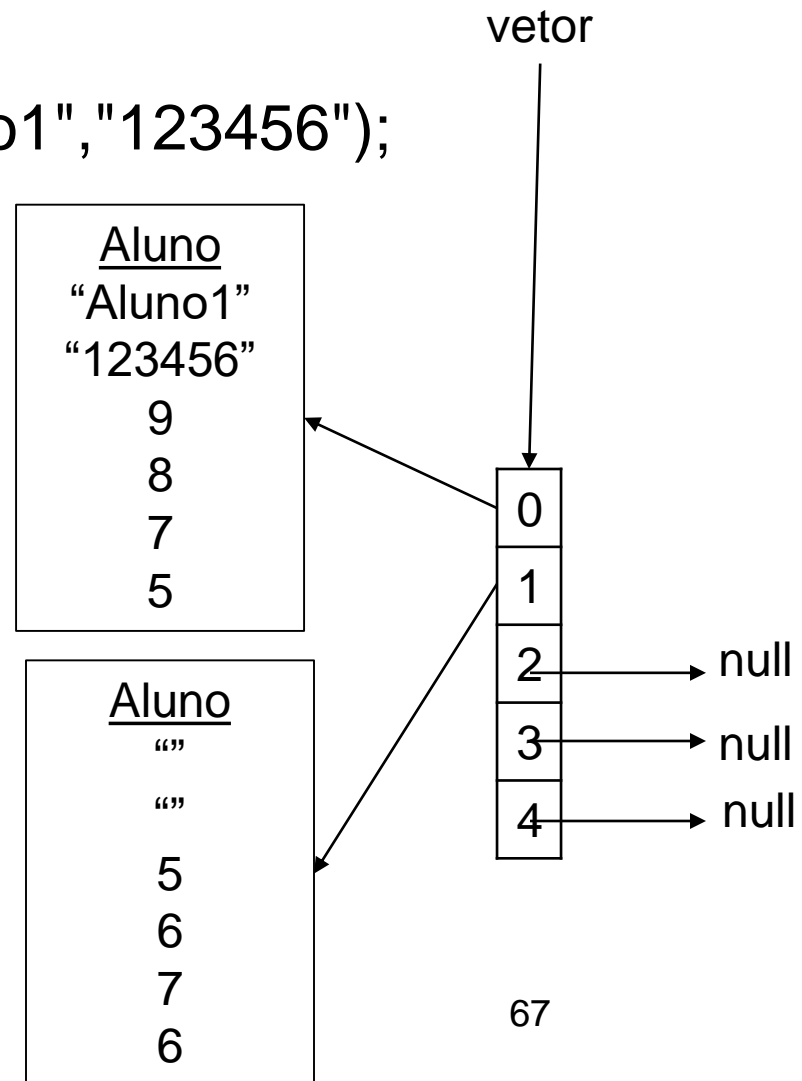 vetor
o1","123456");
Aluno
“Aluno1”
“123456”
9
8
7
5
0
1
2
null
3
null
4
null
Aluno
“”
“”
5
6
7
6
67